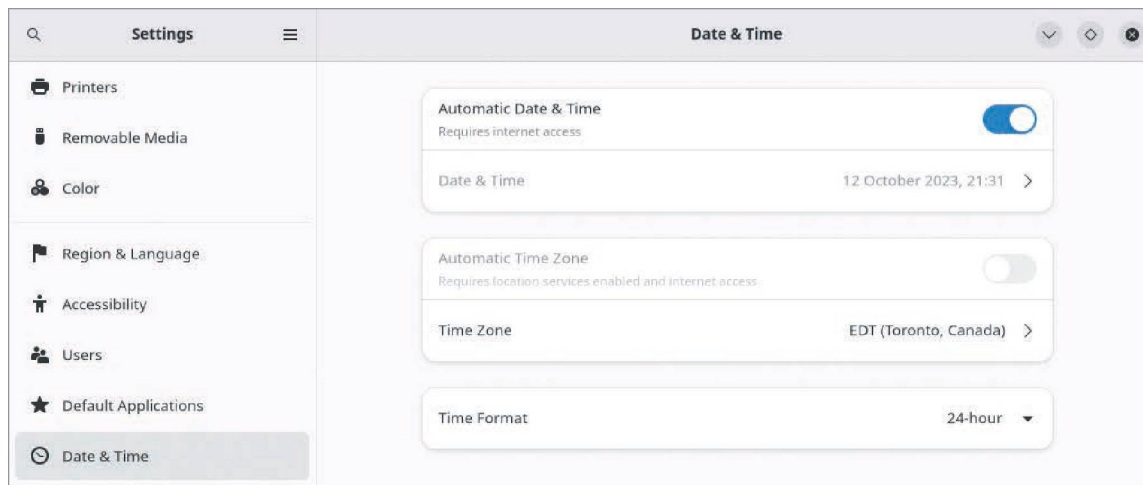 Settings
Date & Time
Printers
Removable Media
Color
Region & Language
Accessibility
Users
Default Applications
Date & Time
Automatic Date & Time
Requires internet access
Date & Time 12 October 2023, 21:31
Automatic Time Zone
Requires location services enabled and internet access
Time Zone EDT (Toronto, Canada)
Time Format 24-hour